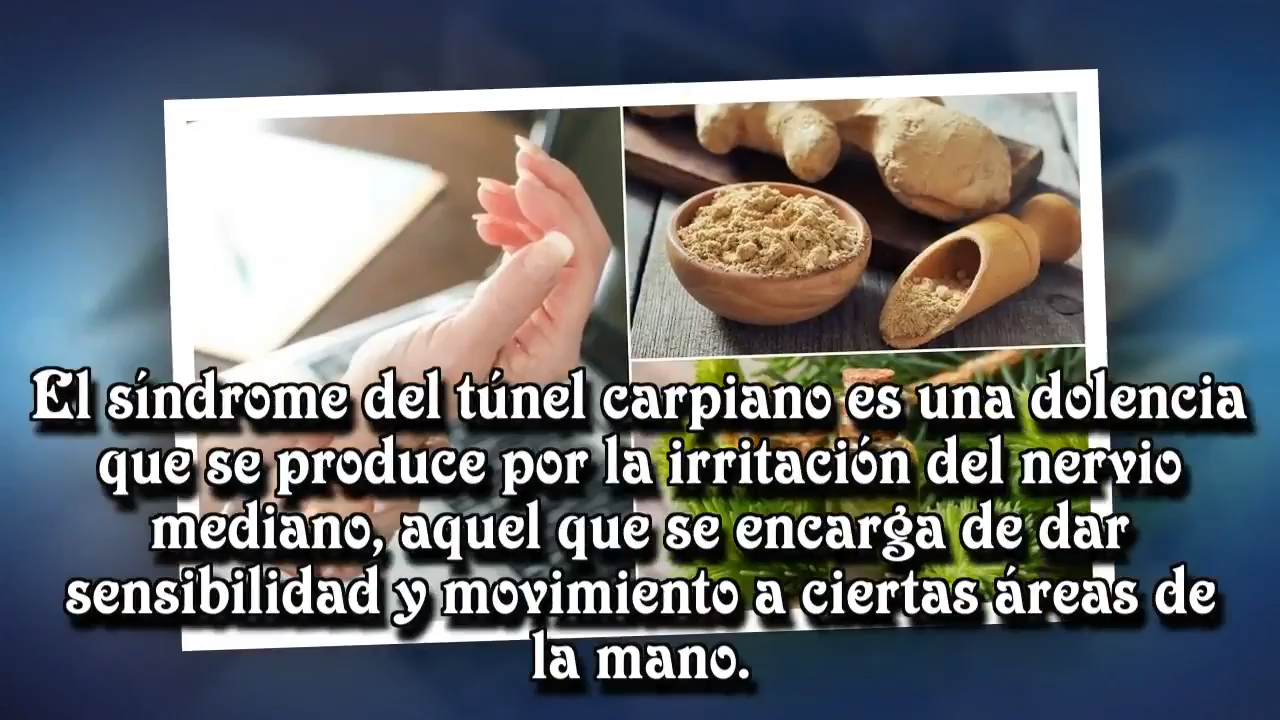 El síndrome del túnel carpiano es una dolencia
que se produce por la irritación del nervio
mediano, aquel que se encarga de dar
sensibilidad y movimiento a ciertas áreas de
la mano.